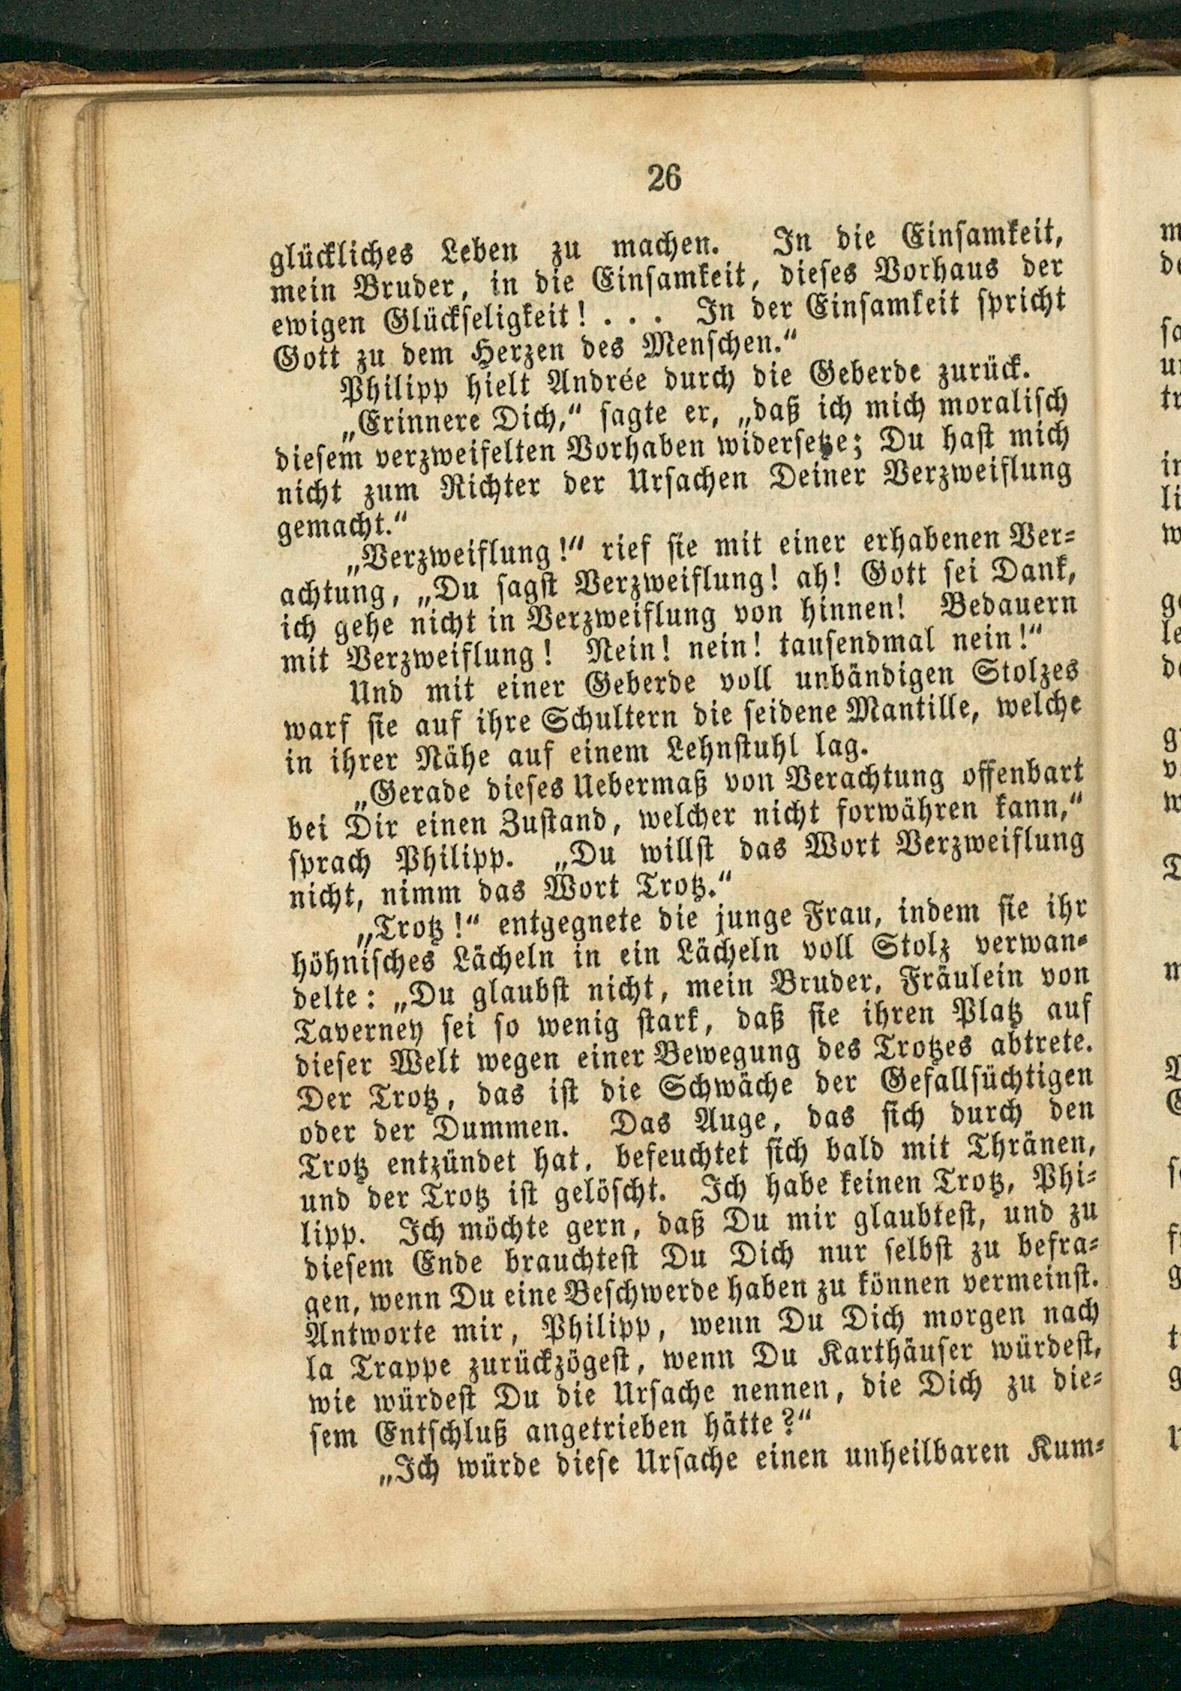 26
glückliches Leben zu machen. In die Einsamkeit,
mein Bruder, in die Einsamkeit, dieses Vorhaus der
ewigen Glückseligkeit! . . . In der Einsamkeit spricht
Gott zu dem Herzen des Menschen.“
Philipp hielt Andrée durch die Geberde zurück.
„Erinnere Dich,“ sagte er, „daß ich mich moralisch
diesem verzweifelten Vorhaben widersetze; Du hast mich
nicht zum Richter der Ursachen Deiner Verzweiflung
gemacht.“
„Verzweiflung!“ rief sie mit einer erhabenen Ver-
achtung, „Du sagst Verzweiflung! ah! Gott sei Dank,
ich gehe nicht in Verzweiflung von hinnen! Bedauern
mit Verzweiflung! Nein! nein! tausendmal nein!“
Und mit einer Geberde voll unbändigen Stolzes
warf sie auf ihre Schultern die seidene Mantille, welche
in ihrer Nähe auf einem Lehnstuhl lag.
„Gerade dieses Uebermaß von Verachtung offenbart
bei Dir einen Zustand, welcher nicht forwähren kann,“
sprach Philipp. „Du willst das Wort Verzweiflung
nicht, nimm das Wort Trotz.“
„Trotz!“ entgegnete die junge Frau, indem sie ihr
höhnisches Lächeln in ein Lächeln voll Stolz verwan-
delte: „Du glaubst nicht, mein Bruder, Fräulein von
Taverney sei so wenig stark, daß sie ihren Platz auf
dieser Welt wegen einer Bewegung des Trotzes abtrete.
Der Trotz, das ist die Schwäche der Gefallsüchtigen
oder der Dummen. Das Auge, das sich durch den
Trotz entzündet hat, befeuchtet sich bald mit Thränen,
und der Trotz ist gelöscht. Ich habe keinen Trotz, Phi-
lipp. Ich möchte gern, daß Du mir glaubtest, und zu
diesem Ende brauchtest Du Dich nur selbst zu befra-
gen, wenn Du eine Beschwerde haben zu können vermeinst.
Antworte mir, Philipp, wenn Du Dich morgen nach
la Trappe zurückzögest, wenn Du Karthäuser würdest,
wie würdest Du die Ursache nennen, die Dich zu die-
sem Entschluß angetrieben hätte?“
„Ich würde diese Ursache einen unheilbaren Kum-